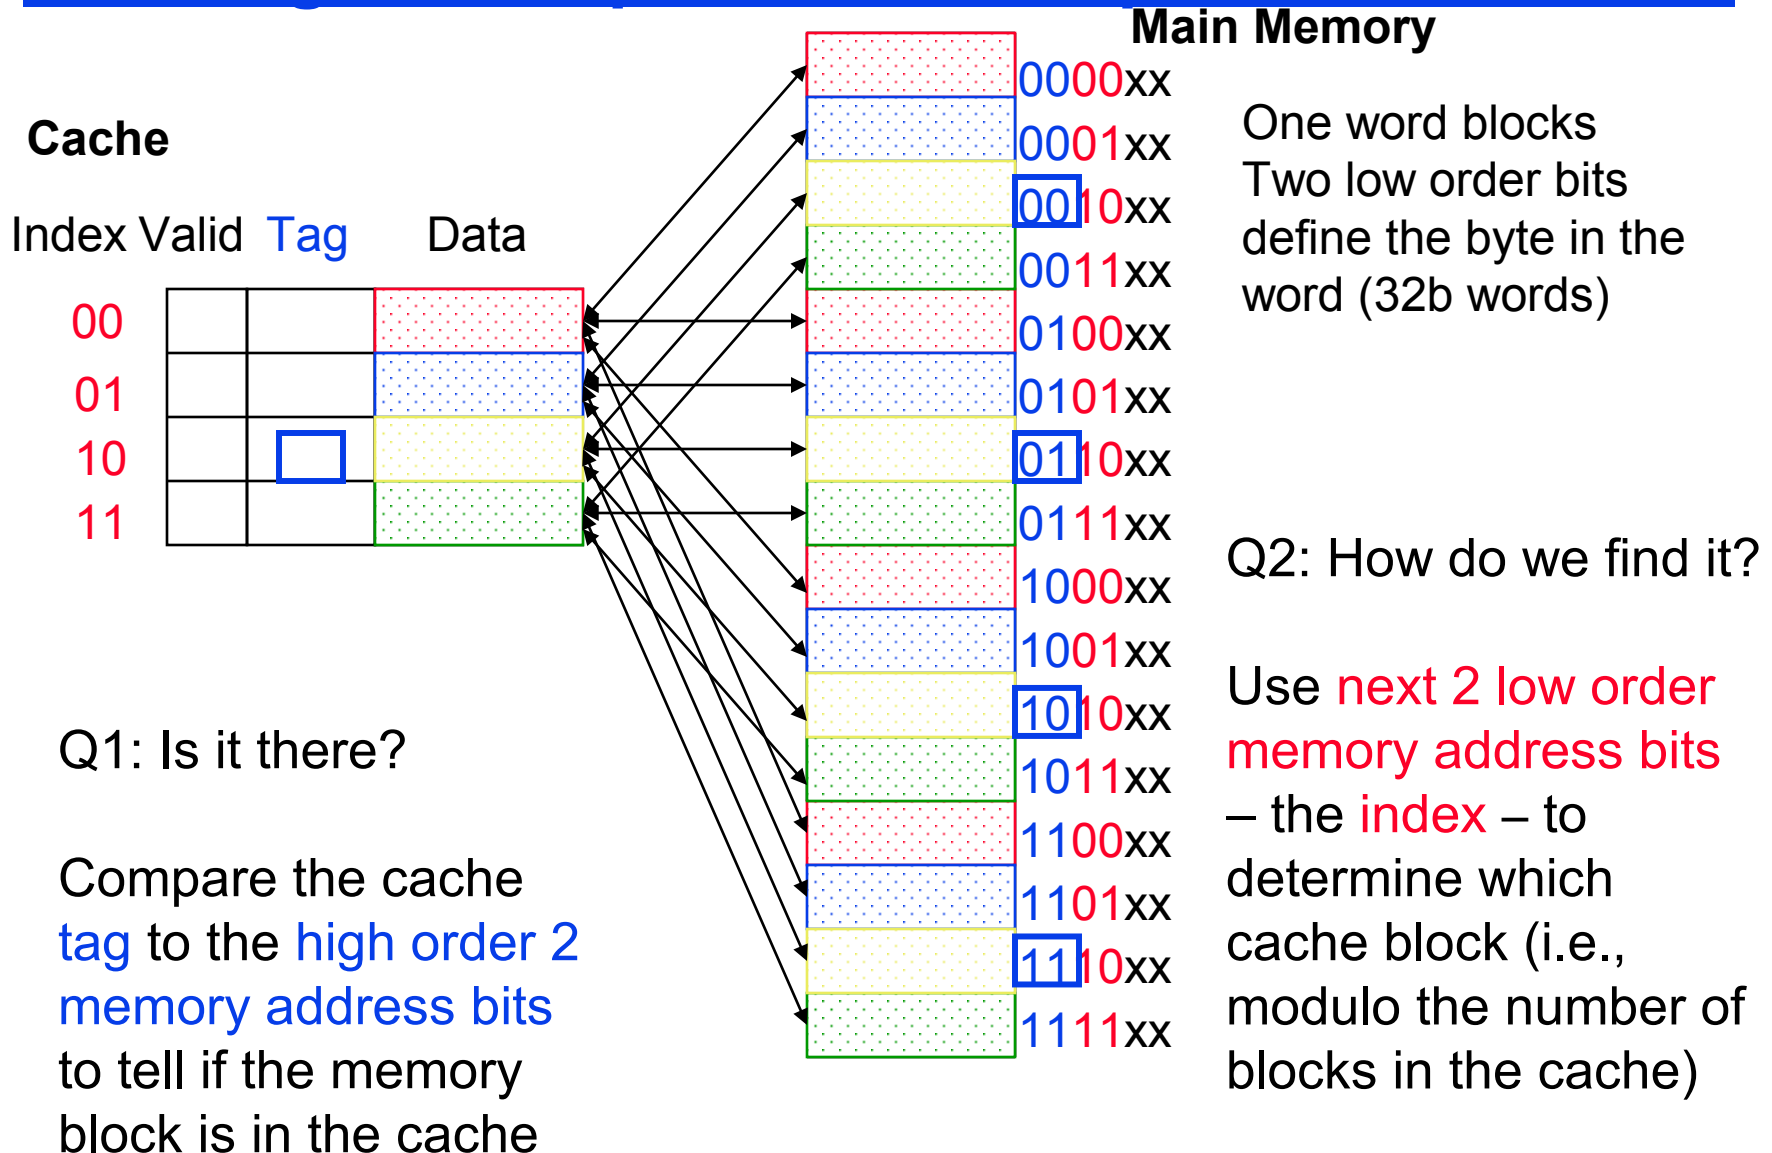 Main Memory
Cache
Index Valid Tag Data
00
01
10
11
0000xx
0001xx
0010xx
0011xx
0100xx
0101xx
0110xx
0111xx
1000xx
1001xx
1010xx
1011xx
1100xx
1101xx
1110xx
1111xx
One word blocks
Two low order bits
define the byte in the
word (32b words)
Q1: Is it there?
Compare the cache
tag to the high order 2
memory address bits
to tell if the memory
block is in the cache
Q2: How do we find it?
Use next 2 low order
memory address bits
– the index – to
determine which
cache block (i.e.,
modulo the number of
blocks in the cache)